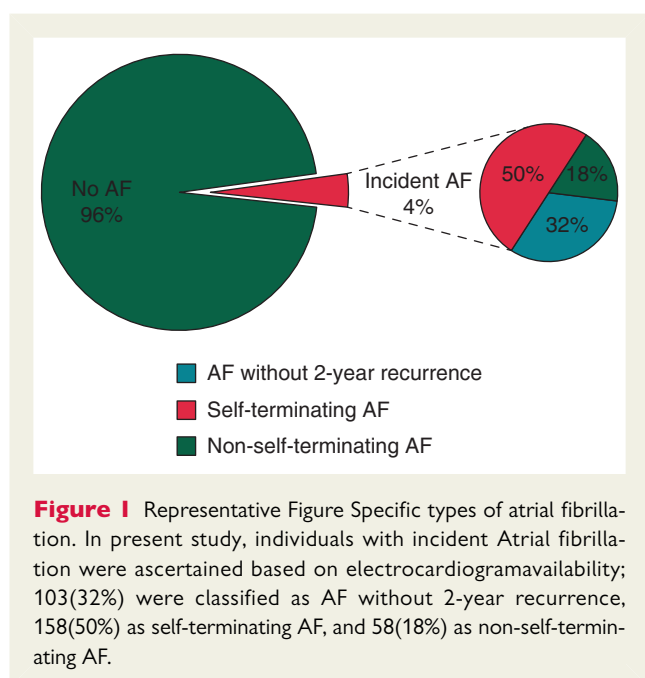 No AF
96%
Incident AF
4%
50%
18%
32%
AF without 2-year recurrence
Self-terminating AF
Non-self-terminating AF
Figure 1 Representative Figure Specific types of atrial fibrilla-
tion. In present study, individuals with incident Atrial fibrilla-
tion were ascertained based on electrocardiogramavailability;
103(32%) were classified as AF without 2-year recurrence,
158(50%) as self-terminating AF, and 58(18%) as non-self-termin-
ating AF.